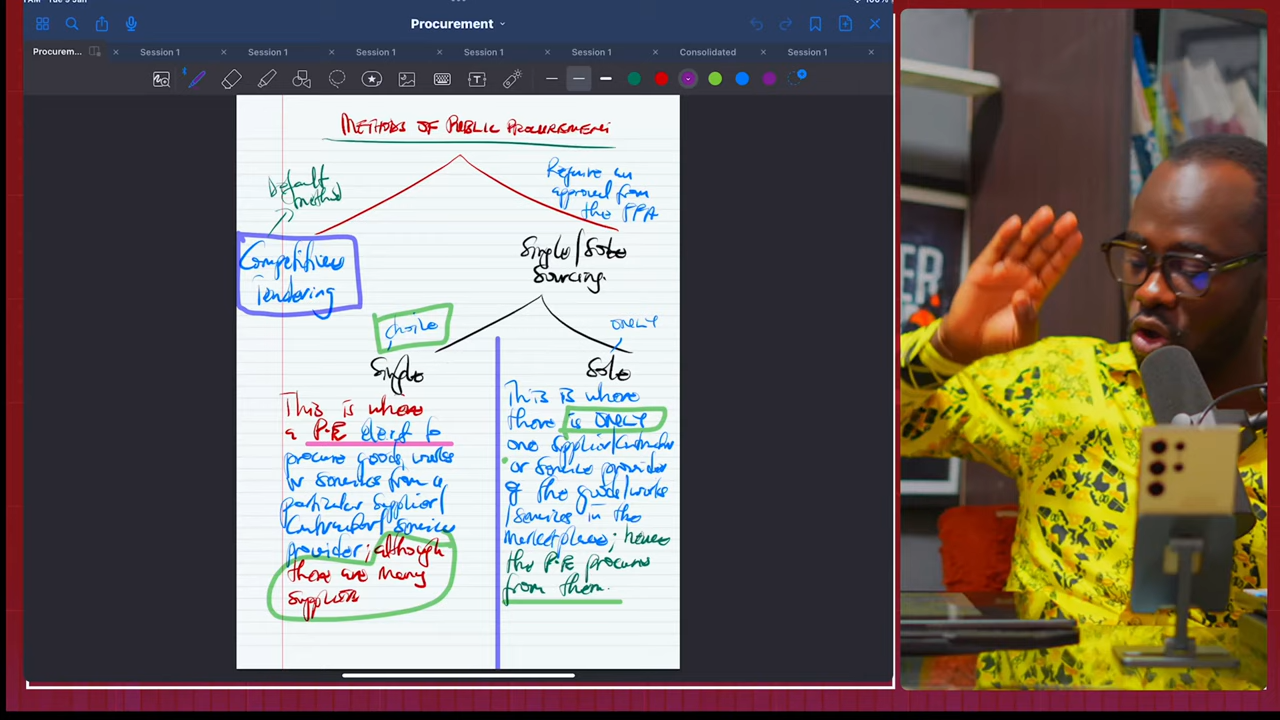 Procurement
Procurem...
Session 1
Session 1
Session 1
Session 1
Session 1
Consolidated
Session 1
METHODS OF PUBLIC PROCUREMENT
Default
method
Require an
approval from
the PPA
Competitive
Tendering
Single/Sole
Sourcing
choice
ONLY
Single
Sole
This is where
a P.E decid to
procure goods, works
or services from a
particular supplier/
Contractor/service
provider; although
there are many
suppliers
This is where
there is ONLY
one supplier/contractor
or service provider
of the goods/works
/services in the
marketplace; hence
the P.E procures
from them.